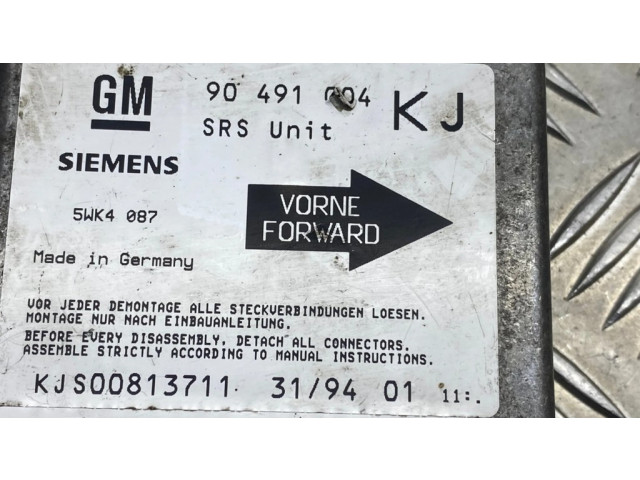 GM 90 491 004 KJ
SRS Unit
SIEMENS
5WK4 087
VORNE
FORWARD
Made in Germany
VOR JEDER DEMONTAGE ALLE STECKVERBINDUNGEN LOESEN.
MONTAGE NUR NACH EINBAUANLEITUNG.
BEFORE EVERY DISASSEMBLY, DETACH ALL CONNECTORS.
ASSEMBLE STRICTLY ACCORDING TO MANUAL INSTRUCTIONS.
KJS00813711 31/94 01